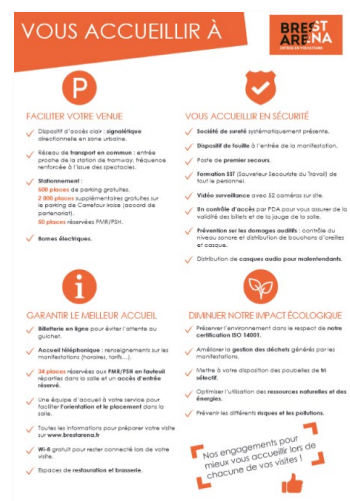 VOUS ACCUEILLIR À
BREST
ARENA
P
FACILITER VOTRE VENUE
Dispositif d'accès clair : signalétique
directionnelle en zone urbaine.
Réseau de transport en commun : entrée
proche de la station de tramway, fréquence
renforcée à l'issue des spectacles.
Stationnement :
600 places de parking gratuites.
2 800 places supplémentaires gratuites sur
le parking de Carrefour Iroise (accord de
partenariat).
50 places réservées PMR/PSH.
Bornes électriques.
VOUS ACCUEILLIR EN SÉCURITÉ
Société de sureté systématiquement présente.
Dispositif de fouille à l'entrée de la manifestation.
Poste de premier secours.
Formation SST (Sauveteur Secouriste du Travail) de
tout le personnel.
Vidéo surveillance avec 52 caméras sur site.
Un contrôle d'accès par PDA pour vous assurer de la
validité des billets et de la jauge de la salle.
Prévention sur les domages auditifs : contrôle du
niveau sonore et distribution de bouchons d'oreilles
et casque.
Distribution de casques audio pour malentendants.
i
GARANTIR LE MEILLEUR ACCUEIL
Billetterie en ligne pour éviter l'attente au
guichet.
Accueil téléphonique : renseignements sur les
manifestations (horaires, tarifs...).
34 places réservées aux PMR/PSH en fauteuil
réparties dans la salle et un accès d'entrée
réservé.
Une équipe d'accueil à votre service pour
faciliter l'orientation et le placement dans la
salle.
Toutes les informations pour préparer votre visite
sur www.brestarena.fr
Wi-fi gratuit pour rester connecté lors de votre
visite.
Espaces de restauration et brasserie.
DIMINUER NOTRE IMPACT ÉCOLOGIQUE
Préserver l'environnement dans le respect de notre
certification ISO 14001.
Améliorer la gestion des déchets générés par les
manifestations.
Mettre à votre disposition des poubelles de tri
sélectif.
Optimiser l'utilisation des ressources naturelles et des
énergies.
Prévenir les différents risques et les pollutions.
Nos engagements pour
mieux vous accueillir lors de
chacune de vos visites !